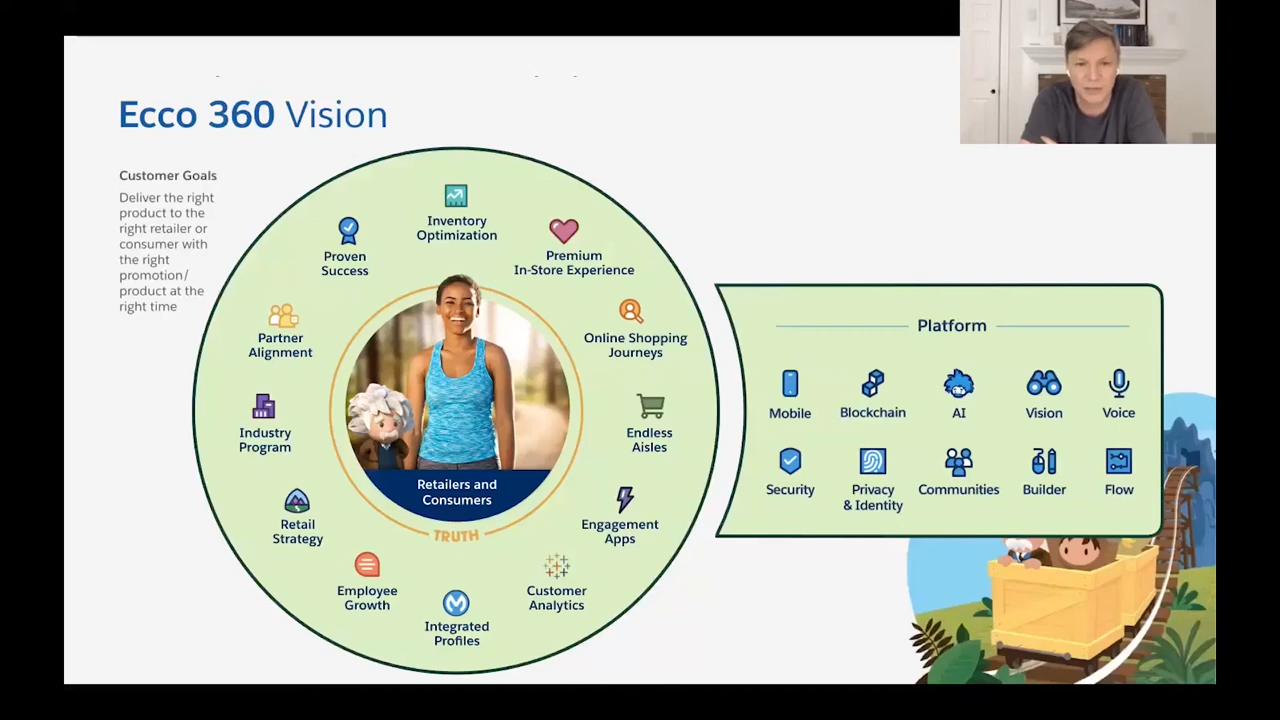 Ecco 360 Vision
Customer Goals
Deliver the right
product to the
right retailer or
consumer with
the right
promotion/
product at the
right time
Inventory
Optimization
Premium
In-Store Experience
Online Shopping
Journeys
Endless
Aisles
Engagement
Apps
Customer
Analytics
Integrated
Profiles
Employee
Growth
Retail
Strategy
Industry
Program
Partner
Alignment
Proven
Success
Retailers and
Consumers
TRUTH
Platform
Mobile
Blockchain
AI
Vision
Voice
Security
Privacy
& Identity
Communities
Builder
Flow